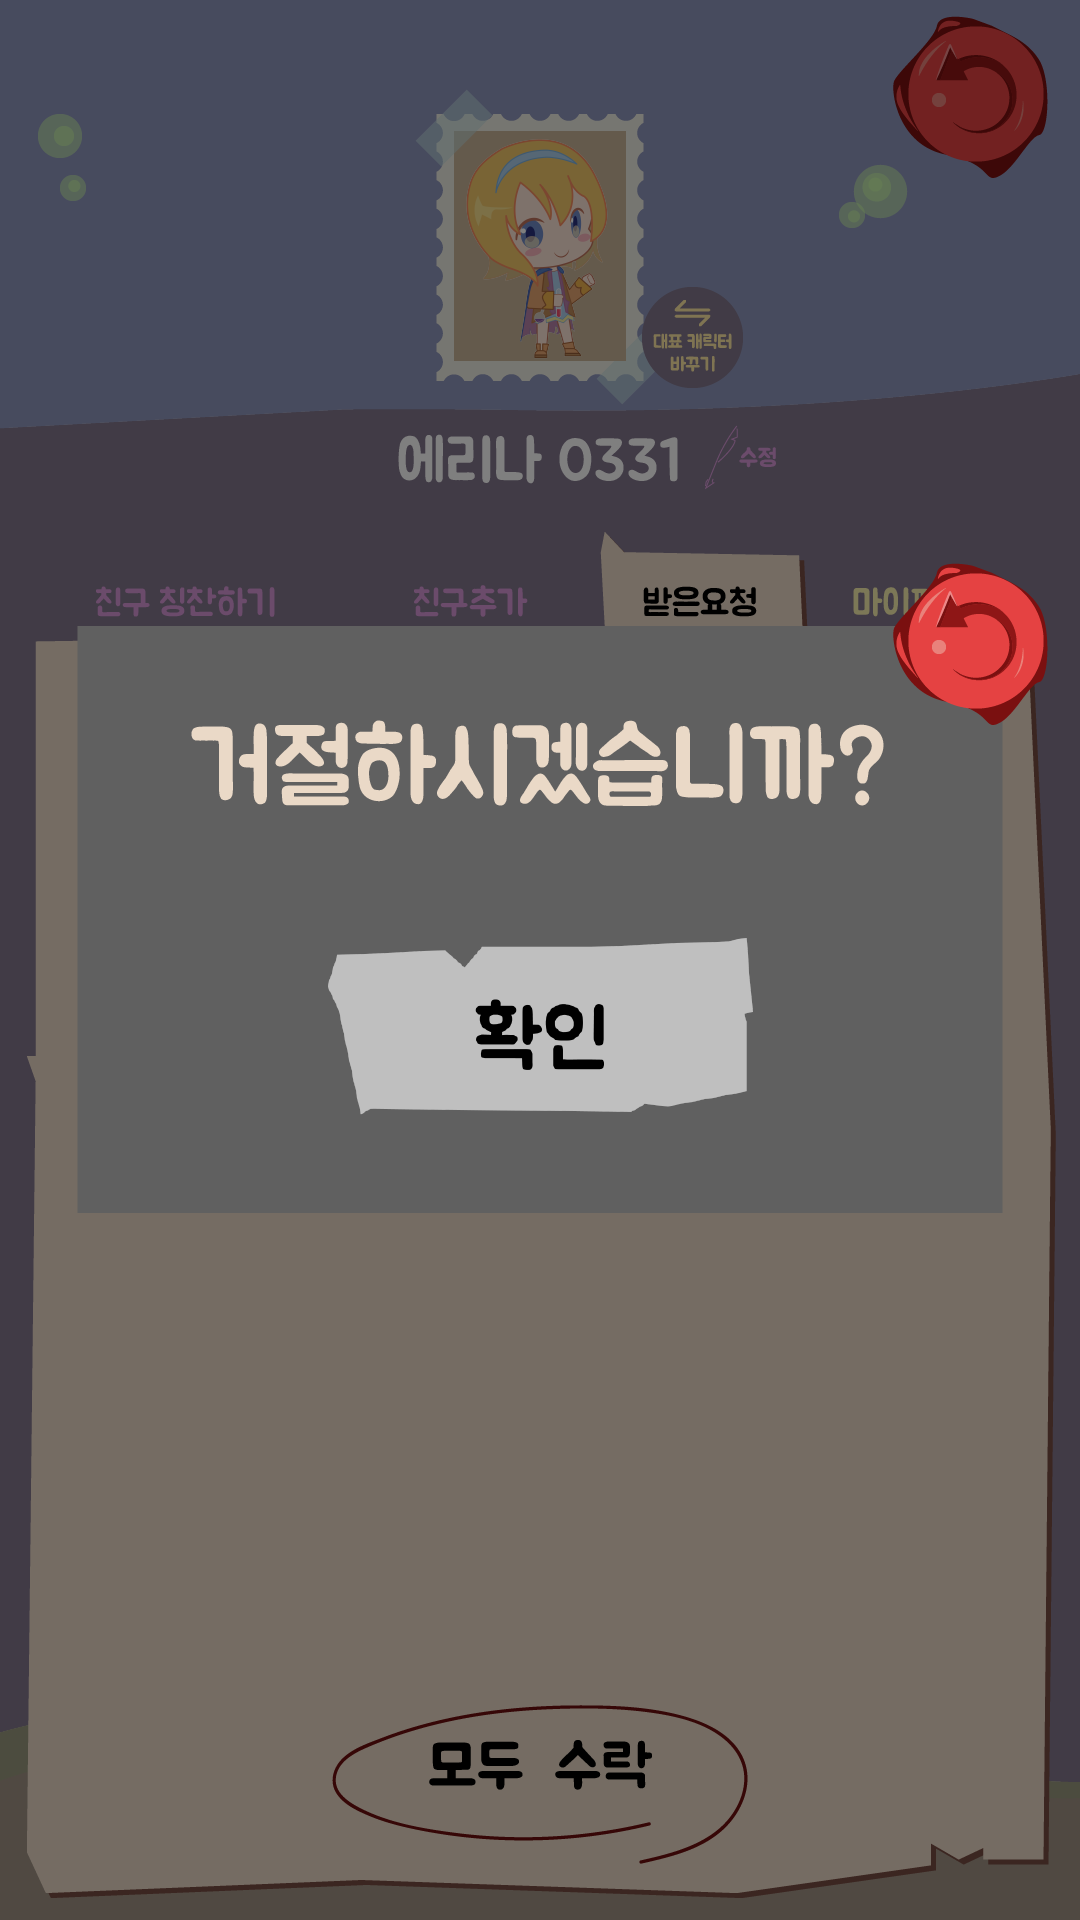 대표 캐릭터
바꾸기
에리나 0331
수정
친구 칭찬하기 친구추가 받은요청 마이
거절하시겠습니까?
확인
모두 수락